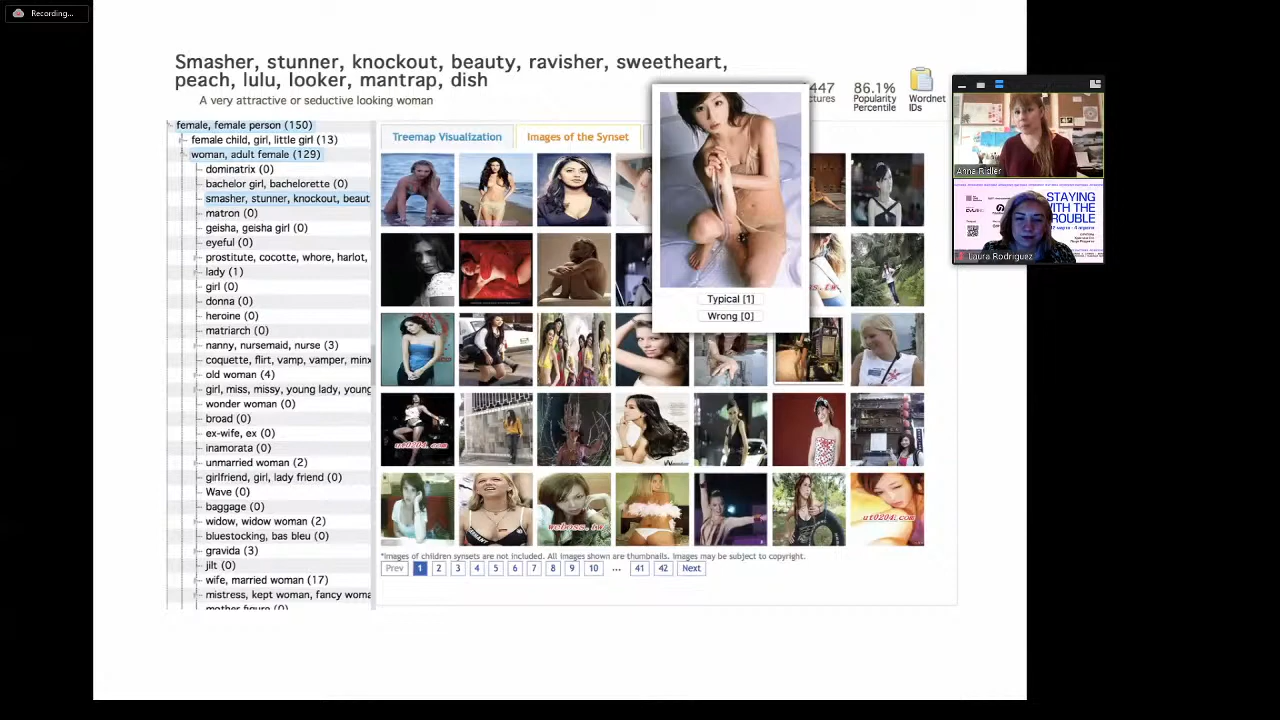 Recording...
Smasher, stunner, knockout, beauty, ravisher, sweetheart,
peach, lulu, looker, mantrap, dish
A very attractive or seductive looking woman
447
ctures
86.1%
Popularity
Percentile
Wordnet
IDs
female, female person (150)
female child, girl, little girl (13)
woman, adult female (129)
dominatrix (0)
bachelor girl, bachelorette (0)
smasher, stunner, knockout, beaut
matron (0)
geisha, geisha girl (0)
eyeful (0)
prostitute, cocotte, whore, harlot,
lady (1)
girl (0)
donna (0)
heroine (0)
matriarch (0)
nanny, nursemaid, nurse (3)
coquette, flirt, vamp, vamper, minx
old woman (4)
girl, miss, missy, young lady, young
wonder woman (0)
broad (0)
ex-wife, ex (0)
inamorata (0)
unmarried woman (2)
girlfriend, girl, lady friend (0)
Wave (0)
baggage (0)
widow, widow woman (2)
bluestocking, bas bleu (0)
gravida (3)
jilt (0)
wife, married woman (17)
mistress, kept woman, fancy woma
mother figure (0)
Treemap Visualization
Images of the Synset
Typical [1]
Wrong [0]
ut0204.com
ut0204.com
*Images of children synsets are not included. All images shown are thumbnails. Images may be subject to copyright.
Prev 1 2 3 4 5 6 7 8 9 10 ... 41 42 Next
Anna Ridler
STAYING
WITH THE
TROUBLE
Laura Rodriguez